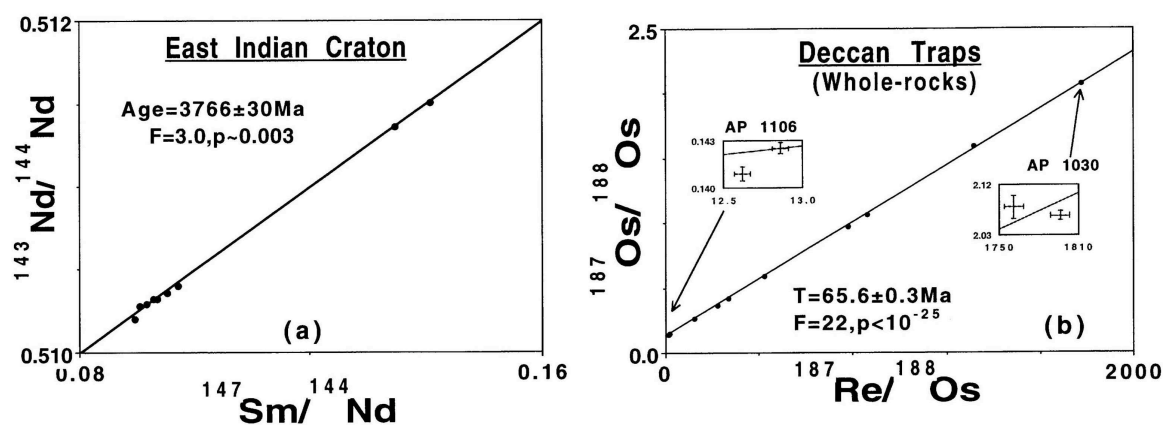 0.512
East Indian Craton
Age=3766±30Ma
F=3.0,p~0.003
143Nd/144Nd
(a)
0.510
0.08
0.16
147Sm/144Nd
2.5
Deccan Traps
(Whole-rocks)
AP 1106
0.143
0.140
12.5
13.0
AP 1030
2.12
2.03
1750
1810
187Os/188Os
T=65.6±0.3Ma
F=22,p<10-25
(b)
0.0
0
2000
187Re/188Os